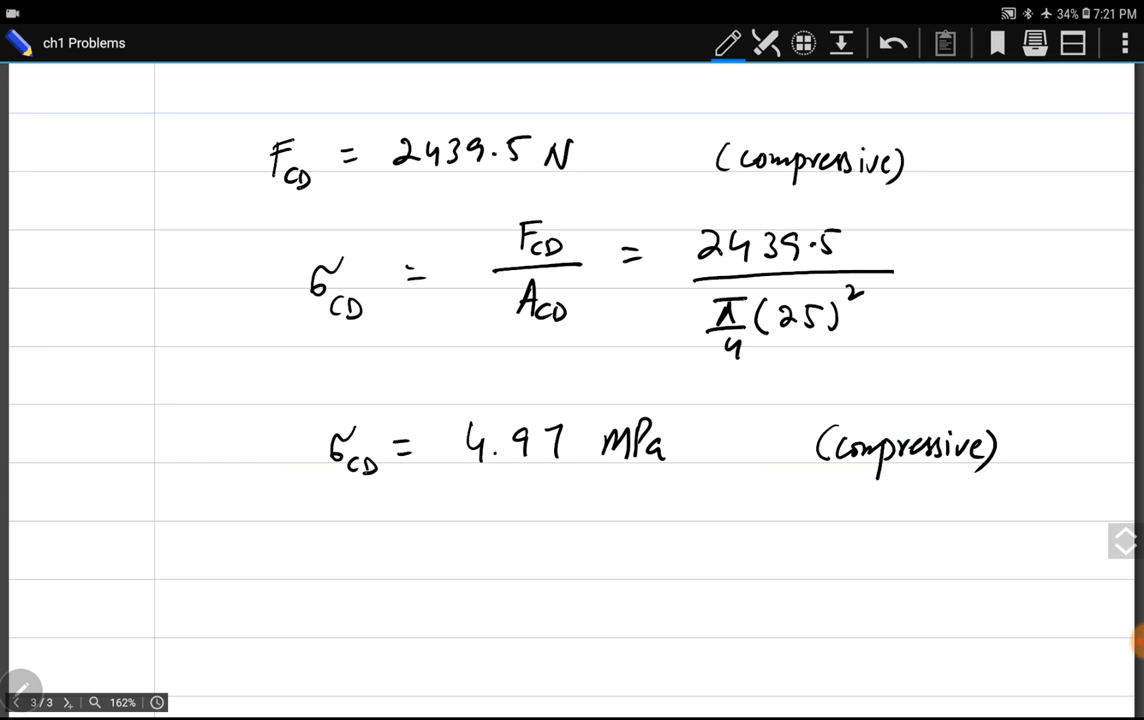 34% 7:21 PM
ch1 Problems
F_CD = 2439.5 N (compressive)
σ_CD = F_CD / A_CD = 2439.5 / (π/4 (25)²)
σ_CD = 4.97 MPa (compressive)
3/3 162%